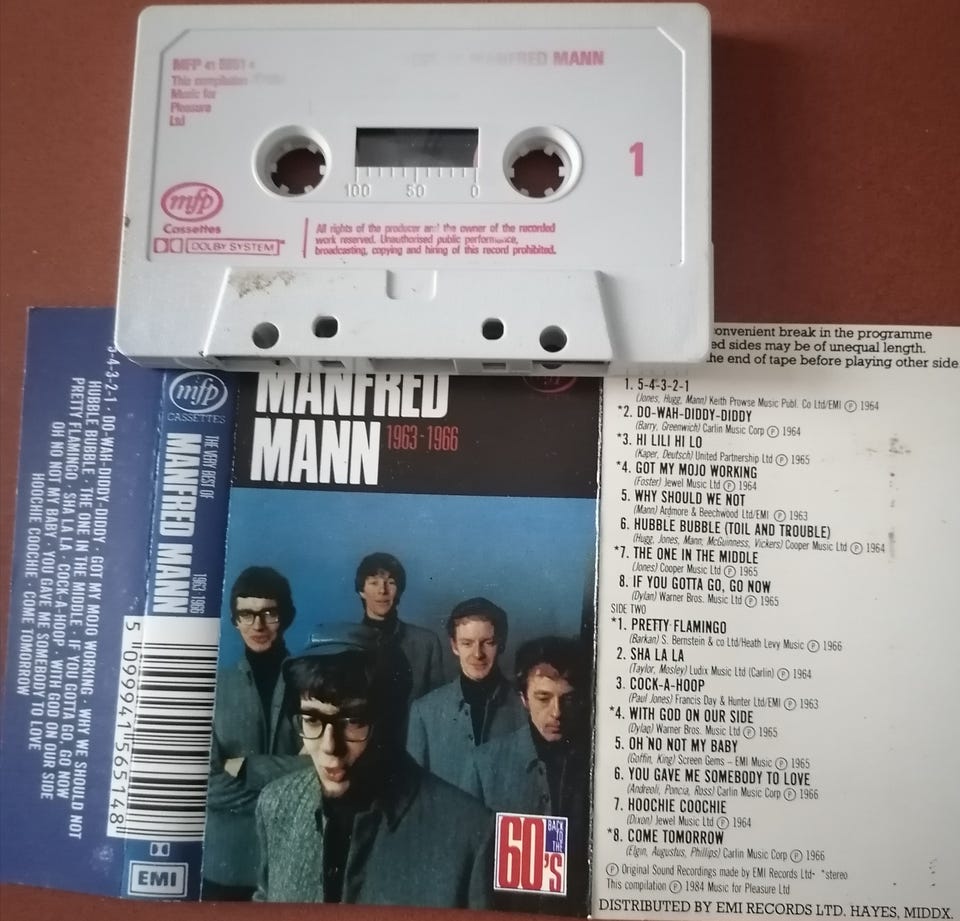 MFP 41
This compilation
Music for
Pleasure
Ltd
MANFRED MANN
1
100 50 0
mfp
Cassettes
DOLBY SYSTEM
All rights of the producer and the owner of the recorded
work reserved. Unauthorised public performance,
broadcasting, copying and hiring of this record prohibited.
5-4-3-2-1 · DO-WAH-DIDDY-DIDDY · GOT MY MOJO WORKING · WHY WE SHOULD NOT
HUBBLE BUBBLE · THE ONE IN THE MIDDLE · IF YOU GOTTA GO, GO NOW
PRETTY FLAMINGO · SHA LA LA · COCK-A-HOOP · WITH GOD ON OUR SIDE
OH NO NOT MY BABY · YOU GAVE ME SOMEBODY TO LOVE
HOOCHIE COOCHIE · COME TOMORROW
mfp
CASSETTES
THE VERY BEST OF
MANFRED MANN
1963-1966
5 099941 565148
EMI
MANFRED
MANN 1963-1966
BACK TO THE
60's
convenient break in the programme
ed sides may be of unequal length.
the end of tape before playing other side
1. 5-4-3-2-1
(Jones, Hugg, Mann) Keith Prowse Music Publ. Co Ltd/EMI ℗ 1964
*2. DO-WAH-DIDDY-DIDDY
(Barry, Greenwich) Carlin Music Corp ℗ 1964
*3. HI LILI HI LO
(Kaper, Deutsch) United Partnership Ltd ℗ 1965
*4. GOT MY MOJO WORKING
(Foster) Jewel Music Ltd ℗ 1964
5. WHY SHOULD WE NOT
(Mann) Ardmore & Beechwood Ltd/EMI ℗ 1963
6. HUBBLE BUBBLE (TOIL AND TROUBLE)
(Hugg, Jones, Mann, McGuinness, Vickers) Cooper Music Ltd ℗ 1964
*7. THE ONE IN THE MIDDLE
(Jones) Cooper Music Ltd ℗ 1965
8. IF YOU GOTTA GO, GO NOW
(Dylan) Warner Bros. Music Ltd ℗ 1965
SIDE TWO
*1. PRETTY FLAMINGO
(Barkan) S. Bernstein & co Ltd/Heath Levy Music ℗ 1966
2. SHA LA LA
(Taylor, Mosley) Ludix Music Ltd (Carlin) ℗ 1964
3. COCK-A-HOOP
(Paul Jones) Francis Day & Hunter Ltd/EMI ℗ 1963
*4. WITH GOD ON OUR SIDE
(Dylan) Warner Bros. Music Ltd ℗ 1965
5. OH NO NOT MY BABY
(Goffin, King) Screen Gems – EMI Music ℗ 1965
6. YOU GAVE ME SOMEBODY TO LOVE
(Andreoli, Poncia, Ross) Carlin Music Corp ℗ 1966
7. HOOCHIE COOCHIE
(Dixon) Jewel Music Ltd ℗ 1964
*8. COME TOMORROW
(Elgin, Augustus, Phillips) Carlin Music Corp ℗ 1966
℗ Original Sound Recordings made by EMI Records Ltd· *stereo
This compilation ℗ 1984 Music for Pleasure Ltd
DISTRIBUTED BY EMI RECORDS LTD. HAYES, MIDDX.